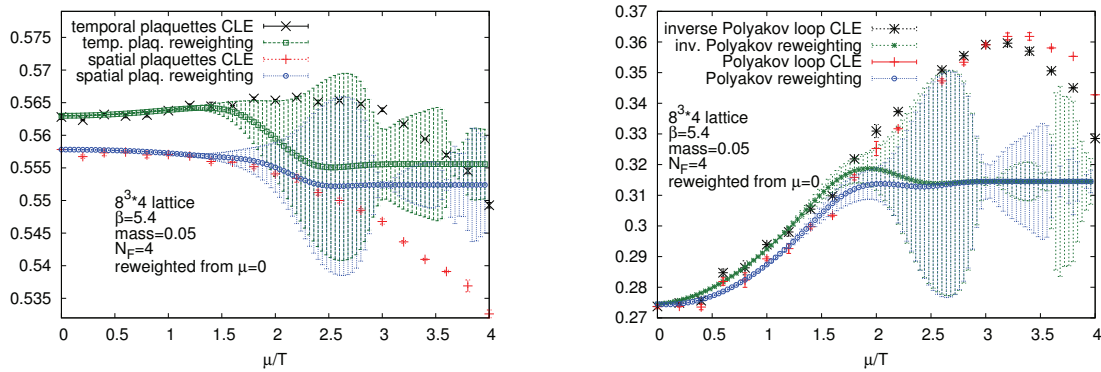 temporal plaquettes CLE
temp. plaq. reweighting
spatial plaquettes CLE
spatial plaq. reweighting
0.579
0.575
0.57
0.565
0.56
0.555
0.55
0.545
0.54
0.535
8³*4 lattice
β=5.4
mass=0.05
N_F=4
reweighted from μ=0
0 0.5 1 1.5 2 2.5 3 3.5 4
μ/T
inverse Polyakov loop CLE
inv. Polyakov reweighting
Polyakov loop CLE
Polyakov reweighting
0.37
0.36
0.35
0.34
0.33
0.32
0.31
0.3
0.29
0.28
0.27
8³*4 lattice
β=5.4
mass=0.05
N_F=4
reweighted from μ=0
0 0.5 1 1.5 2 2.5 3 3.5 4
μ/T